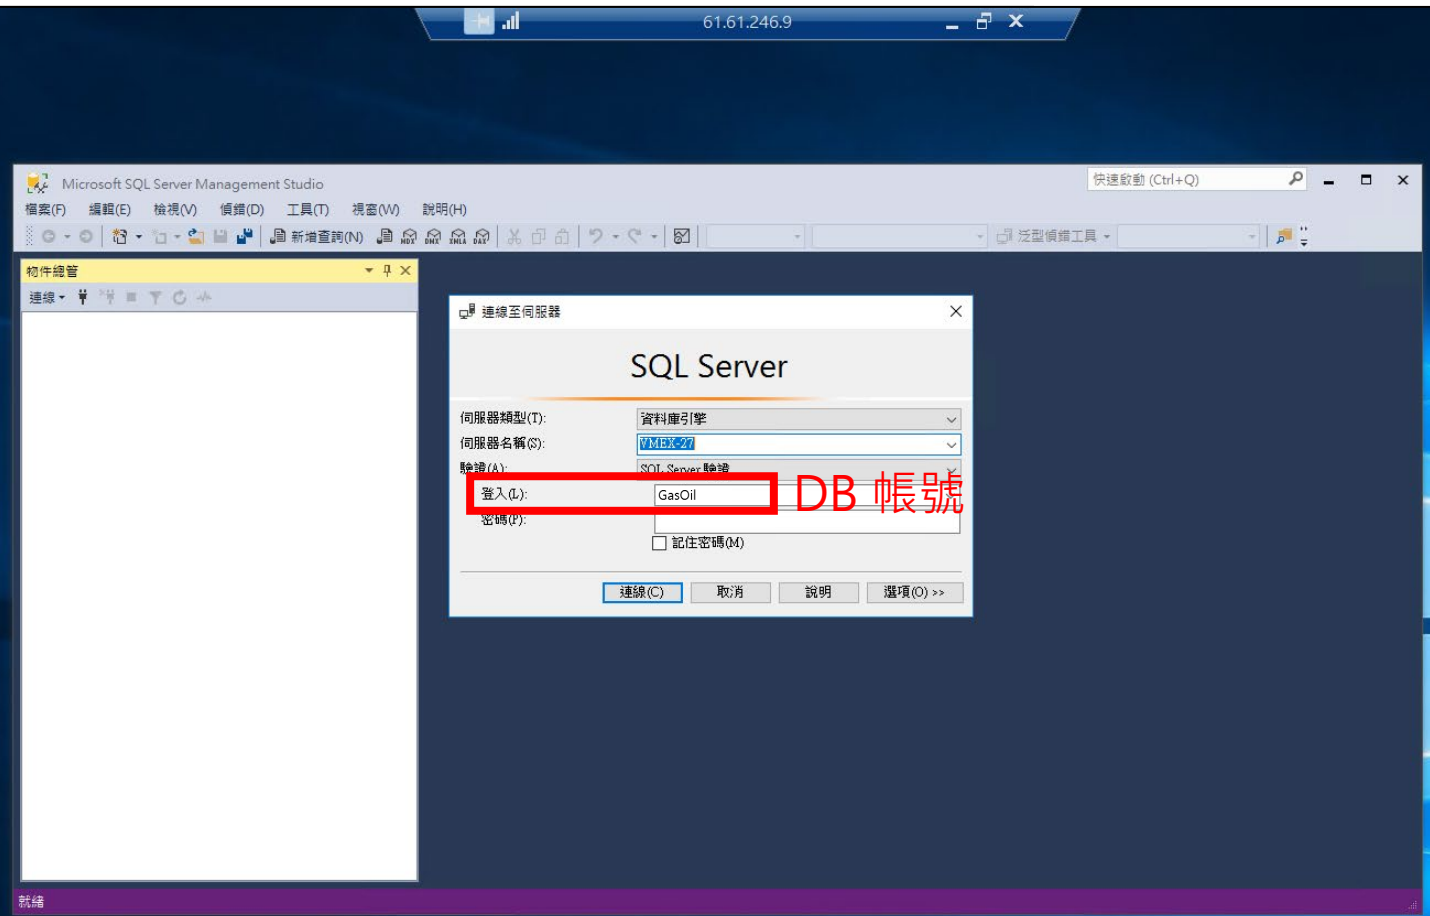 61.61.246.9
Microsoft SQL Server Management Studio
快速啟動 (Ctrl+Q)
檔案(F) 編輯(E) 檢視(V) 偵錯(D) 工具(T) 視窗(W) 說明(H)
新增查詢(N) MDX DMX XMLA DAX 泛型偵錯工具
物件總管
連線
連線至伺服器
SQL Server
伺服器類型(T): 資料庫引擎
伺服器名稱(S): VMEX-27
驗證(A): SQL Server 驗證
登入(L): GasOil
DB 帳號
密碼(P):
記住密碼(M)
連線(C) 取消 說明 選項(O) >>
就緒